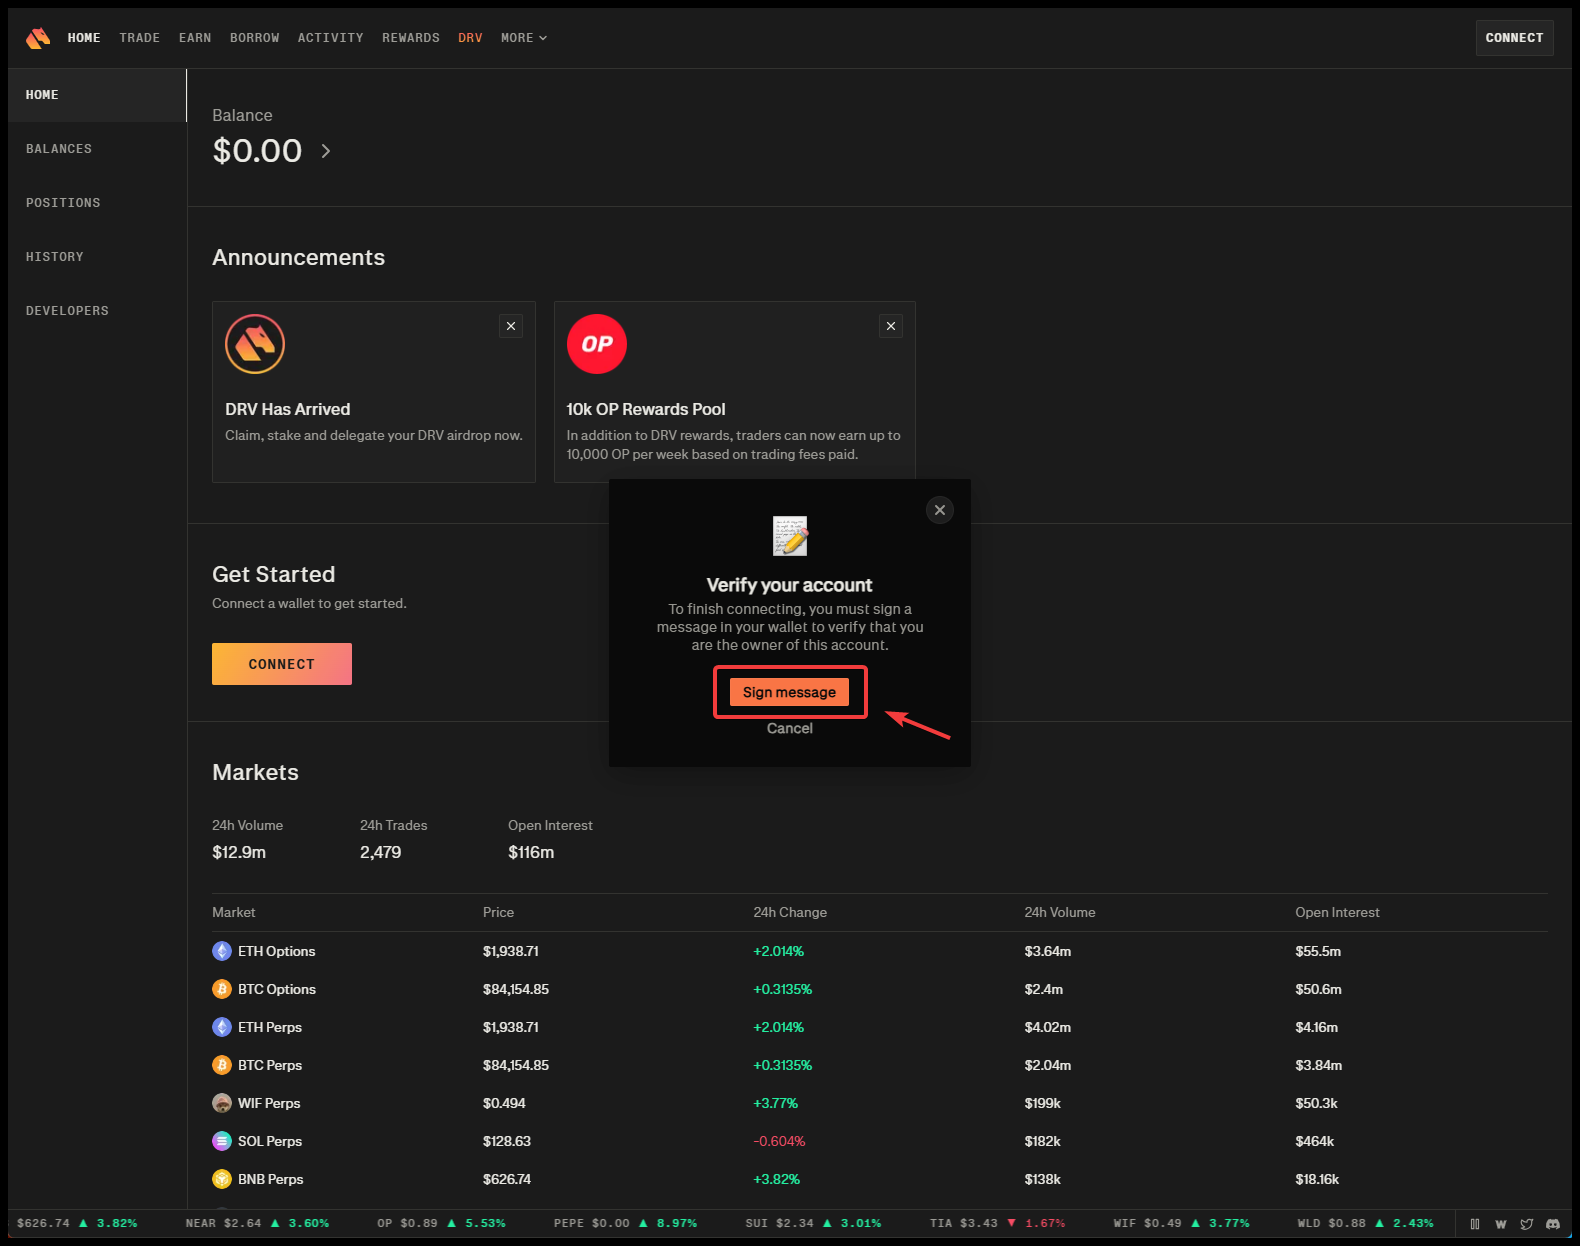 HOME TRADE EARN BORROW ACTIVITY REWARDS DRV MORE
CONNECT
HOME
BALANCES
POSITIONS
HISTORY
DEVELOPERS
Balance
$0.00
Announcements
DRV Has Arrived
Claim, stake and delegate your DRV airdrop now.
OP
10k OP Rewards Pool
In addition to DRV rewards, traders can now earn up to
10,000 OP per week based on trading fees paid.
Get Started
Connect a wallet to get started.
CONNECT
Verify your account
To finish connecting, you must sign a
message in your wallet to verify that you
are the owner of this account.
Sign message
Cancel
Markets
24h Volume 24h Trades Open Interest
$12.9m 2,479 $116m
Market Price 24h Change 24h Volume Open Interest
ETH Options $1,938.71 +2.014% $3.64m $55.5m
BTC Options $84,154.85 +0.3135% $2.4m $50.6m
ETH Perps $1,938.71 +2.014% $4.02m $4.16m
BTC Perps $84,154.85 +0.3135% $2.04m $3.84m
WIF Perps $0.494 +3.77% $199k $50.3k
SOL Perps $128.63 -0.604% $182k $464k
BNB Perps $626.74 +3.82% $138k $18.16k
$626.74 ▲ 3.82% NEAR $2.64 ▲ 3.60% OP $0.89 ▲ 5.53% PEPE $0.00 ▲ 8.97% SUI $2.34 ▲ 3.01% TIA $3.43 ▼ 1.67% WIF $0.49 ▲ 3.77% WLD $0.88 ▲ 2.43%